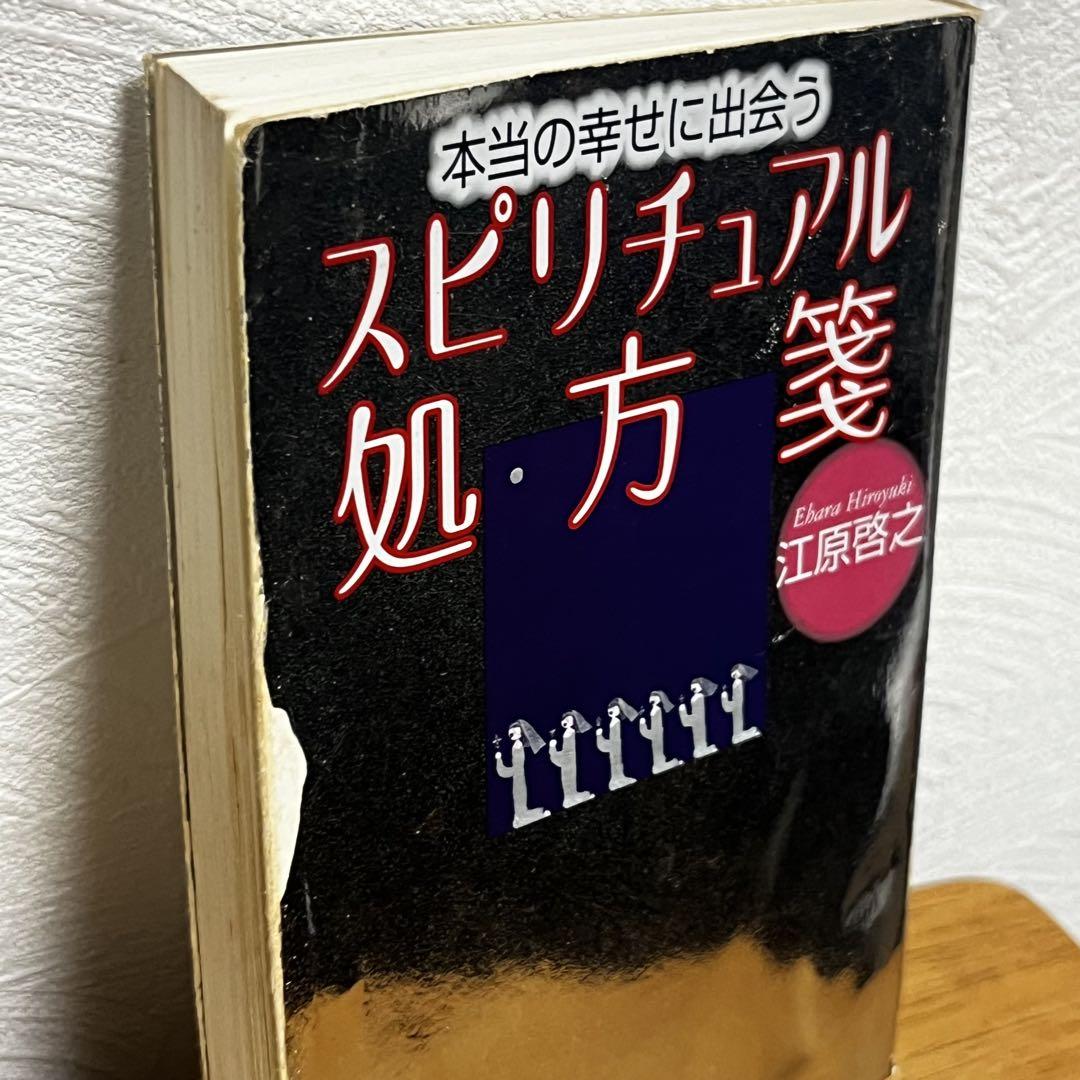 本当の幸せに出会う
スピリチュアル
処方箋
Ehara Hiroyuki
江原啓之